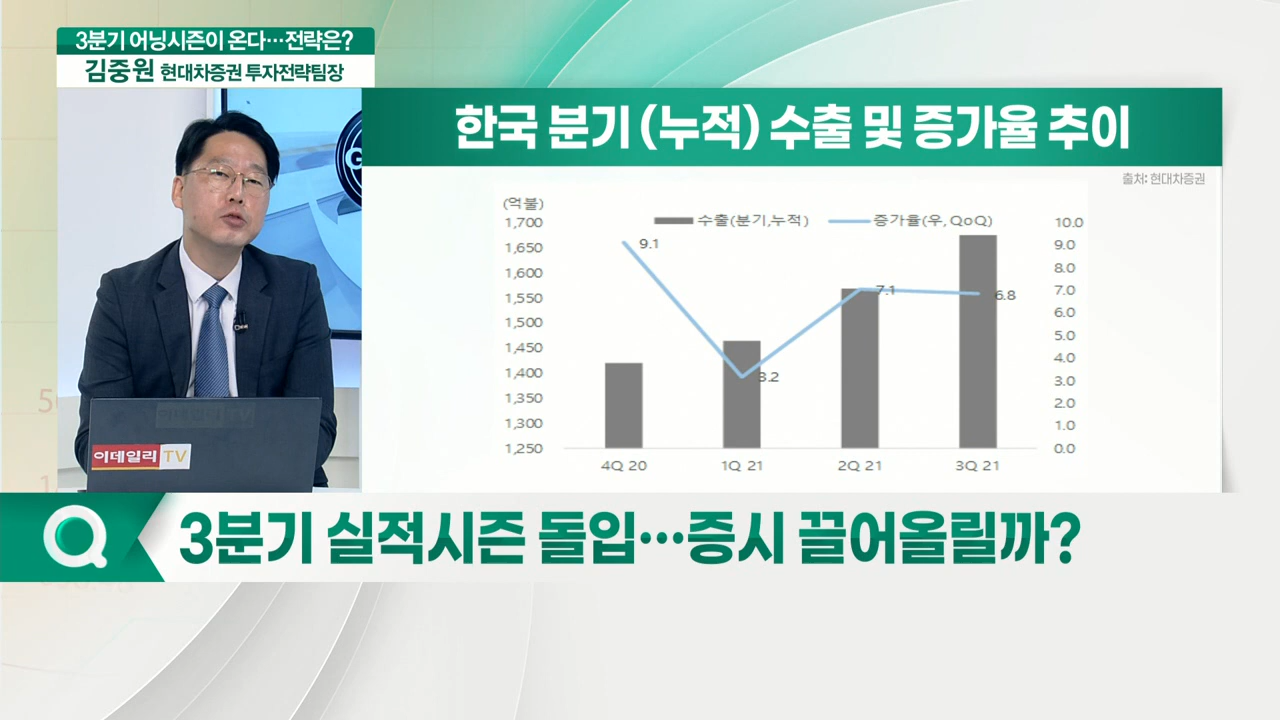 3분기 어닝시즌이 온다…전략은?
김중원 현대차증권 투자전략팀장
한국 분기 (누적) 수출 및 증가율 추이
출처: 현대차증권
(억불)
수출(분기,누적)
증가율(우, QoQ)
1,700
1,650
1,600
1,550
1,500
1,450
1,400
1,350
1,300
1,250
10.0
9.0
8.0
7.0
6.0
5.0
4.0
3.0
2.0
1.0
0.0
9.1
3.2
7.1
6.8
4Q 20
1Q 21
2Q 21
3Q 21
이데일리 TV
이데일리 TV
Q
3분기 실적시즌 돌입…증시 끌어올릴까?